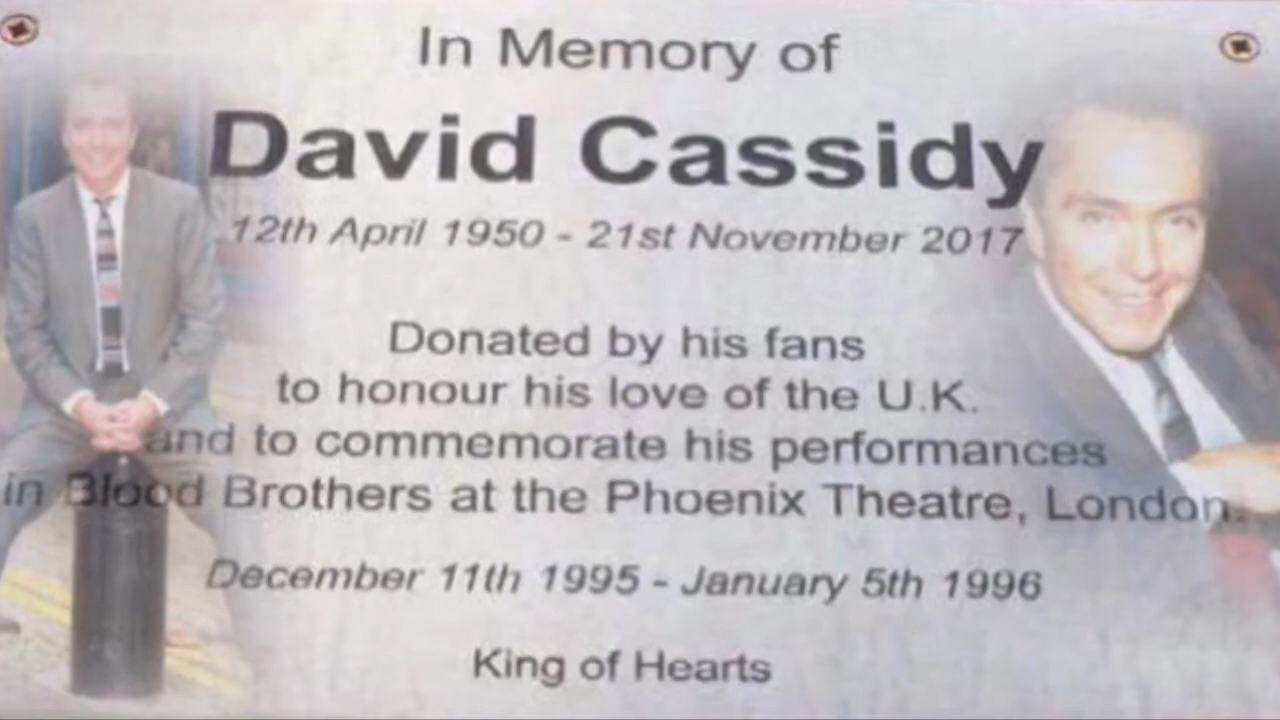 In Memory of
David Cassidy
12th April 1950 - 21st November 2017
Donated by his fans
to honour his love of the U.K.
and to commemorate his performances
in Blood Brothers at the Phoenix Theatre, London.
December 11th 1995 - January 5th 1996
King of Hearts